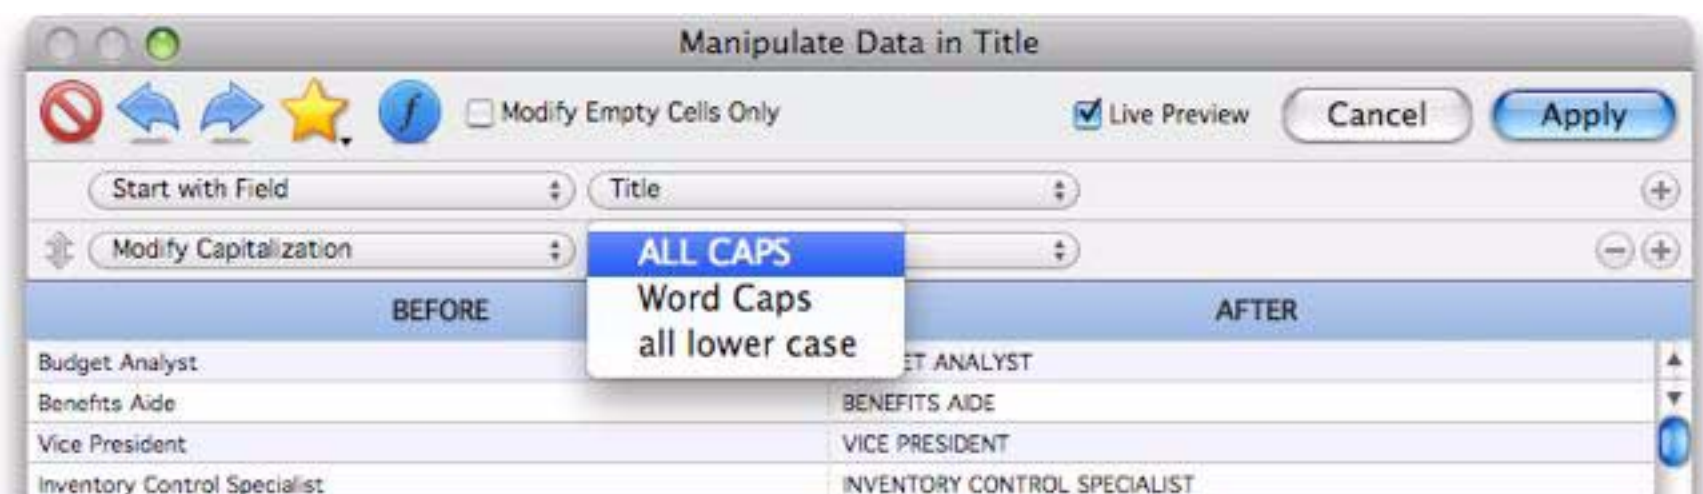 Manipulate Data in Title
f Modify Empty Cells Only Live Preview Cancel Apply
Start with Field Title
Modify Capitalization ALL CAPS
Word Caps
all lower case
BEFORE AFTER
Budget Analyst ET ANALYST
Benefits Aide BENEFITS AIDE
Vice President VICE PRESIDENT
Inventory Control Specialist INVENTORY CONTROL SPECIALIST